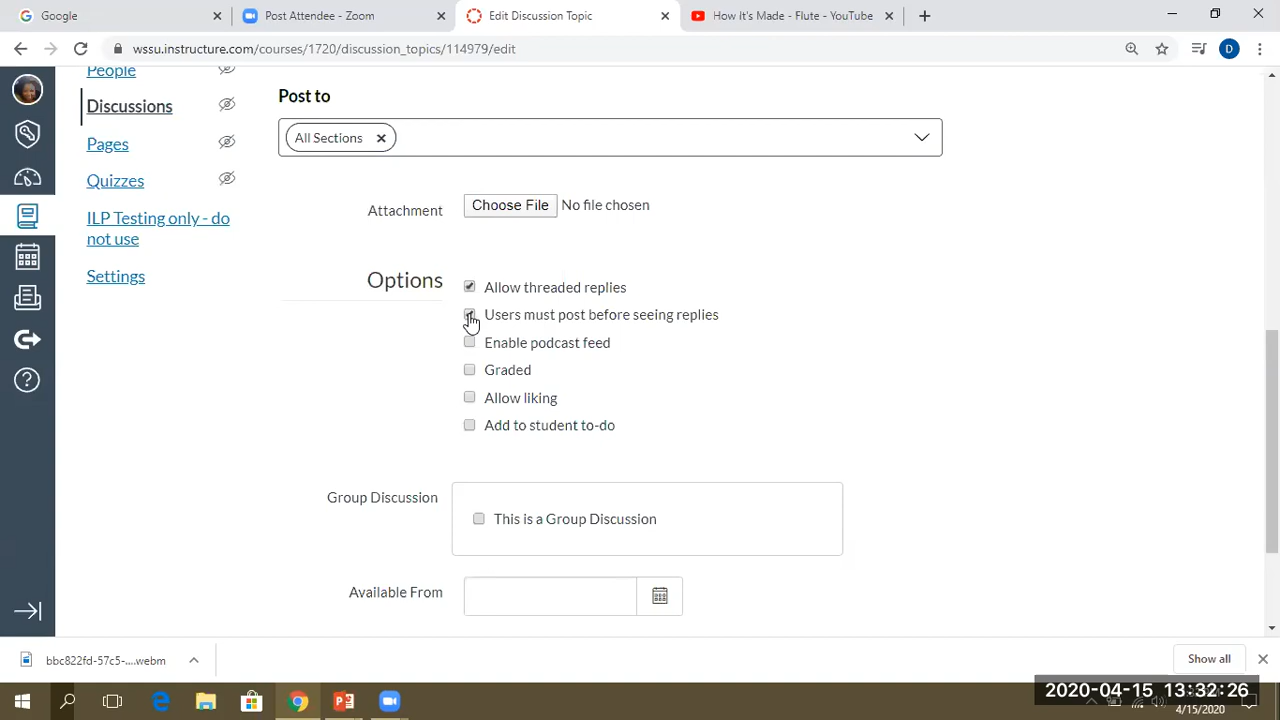 Google
Post Attendee - Zoom
Edit Discussion Topic
How it's Made - Flute - YouTube
wssu.instructure.com/courses/1720/discussion_topics/114979/edit
D
People
Discussions
Pages
Quizzes
ILP Testing only - do
not use
Settings
Post to
All Sections
Attachment
Choose File No file chosen
Options
Allow threaded replies
Users must post before seeing replies
Enable podcast feed
Graded
Allow liking
Add to student to-do
Group Discussion
This is a Group Discussion
Available From
bbc822fd-57c5-....webm
Show all
2020-04-15 13:32:26
4/15/2020